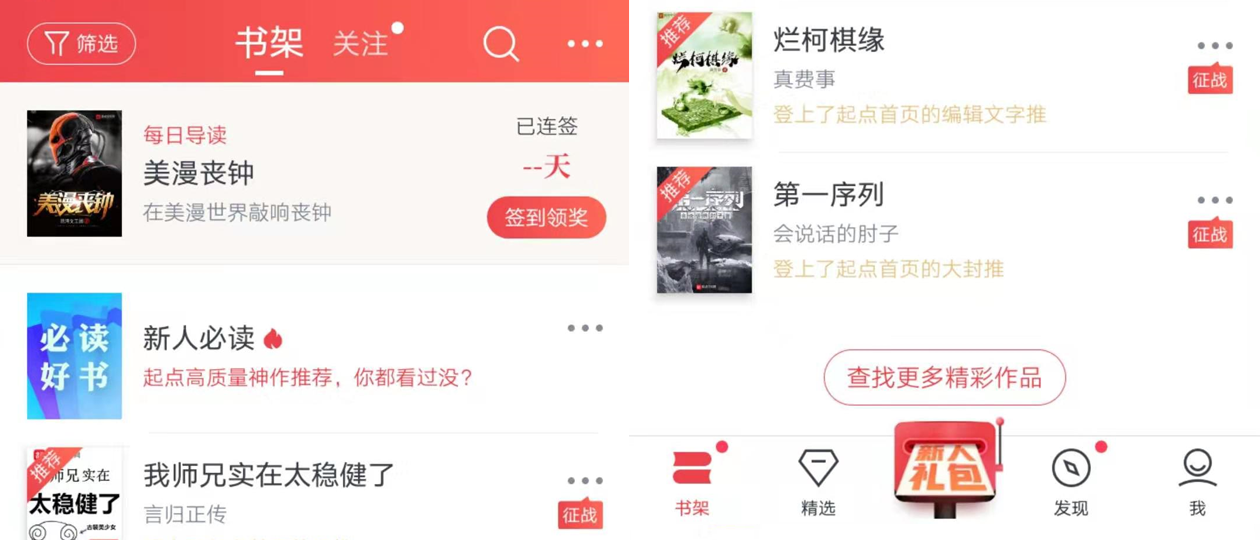 筛选
书架
关注
每日导读
美漫丧钟
在美漫世界敲响丧钟
已连签
--天
签到领奖
美漫丧钟
必读
好书
新人必读
起点高质量神作推荐，你都看过没？
推荐
师兄实在
太稳健了
我师兄实在太稳健了
言归正传
征战
推荐
烂柯棋缘
烂柯棋缘
真费事
登上了起点首页的编辑文字推
征战
推荐
第一序列
第一序列
会说话的肘子
登上了起点首页的大封推
征战
查找更多精彩作品
新人
礼包
书架
精选
发现
我